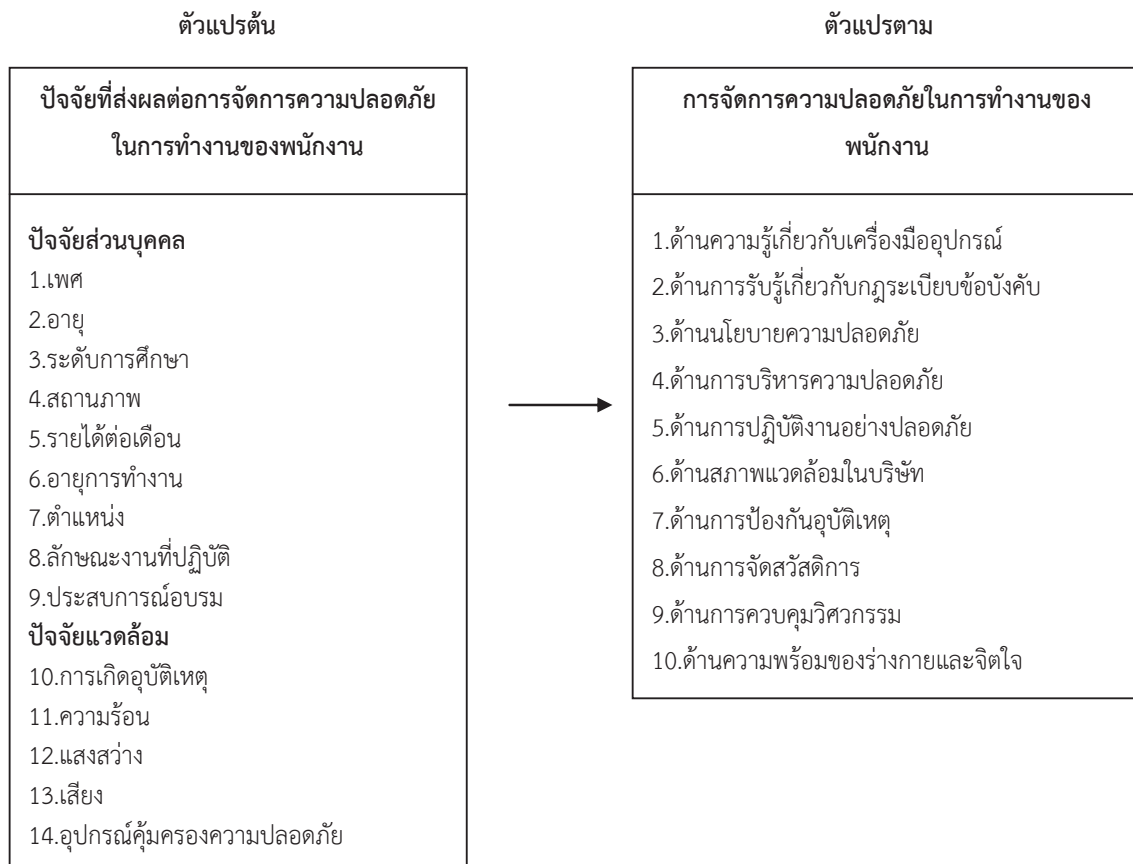 ตัวแปรต้น
ปัจจัยที่ส่งผลต่อการจัดการความปลอดภัย
ในการทำงานของพนักงาน
ปัจจัยส่วนบุคคล
1.เพศ
2.อายุ
3.ระดับการศึกษา
4.สถานภาพ
5.รายได้ต่อเดือน
6.อายุการทำงาน
7.ตำแหน่ง
8.ลักษณะงานที่ปฏิบัติ
9.ประสบการณ์อบรม
ปัจจัยแวดล้อม
10.การเกิดอุบัติเหตุ
11.ความร้อน
12.แสงสว่าง
13.เสียง
14.อุปกรณ์คุ้มครองความปลอดภัย
ตัวแปรตาม
การจัดการความปลอดภัยในการทำงานของ
พนักงาน
1.ด้านความรู้เกี่ยวกับเครื่องมืออุปกรณ์
2.ด้านการรับรู้เกี่ยวกับกฎระเบียบข้อบังคับ
3.ด้านนโยบายความปลอดภัย
4.ด้านการบริหารความปลอดภัย
5.ด้านการปฎิบัติงานอย่างปลอดภัย
6.ด้านสภาพแวดล้อมในบริษัท
7.ด้านการป้องกันอุบัติเหตุ
8.ด้านการจัดสวัสดิการ
9.ด้านการควบคุมวิศวกรรม
10.ด้านความพร้อมของร่างกายและจิตใจ